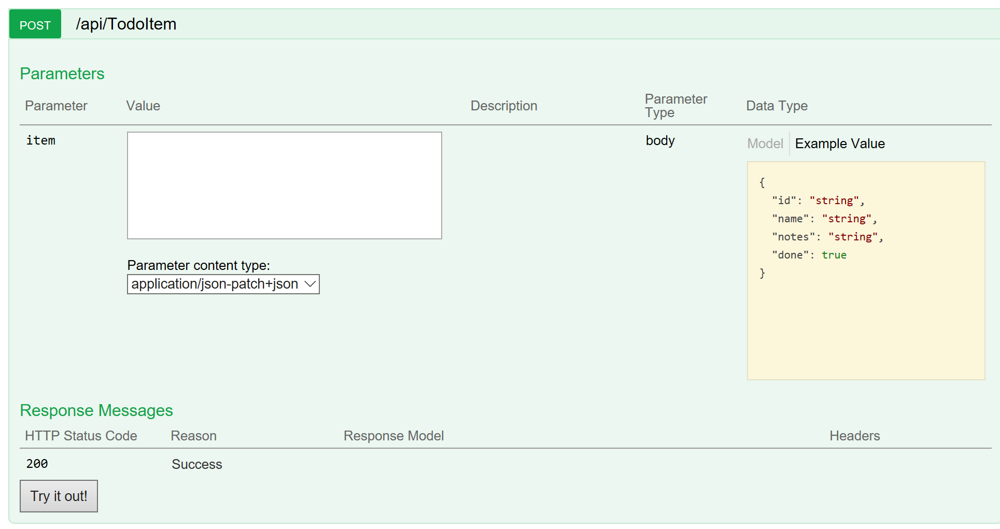 POST /api/TodoItem
Parameters
Parameter Value Description Parameter Type Data Type
item body Model Example Value
{
"id": "string",
"name": "string",
"notes": "string",
"done": true
}
Parameter content type:
application/json-patch+json
Response Messages
HTTP Status Code Reason Response Model Headers
200 Success
Try it out!